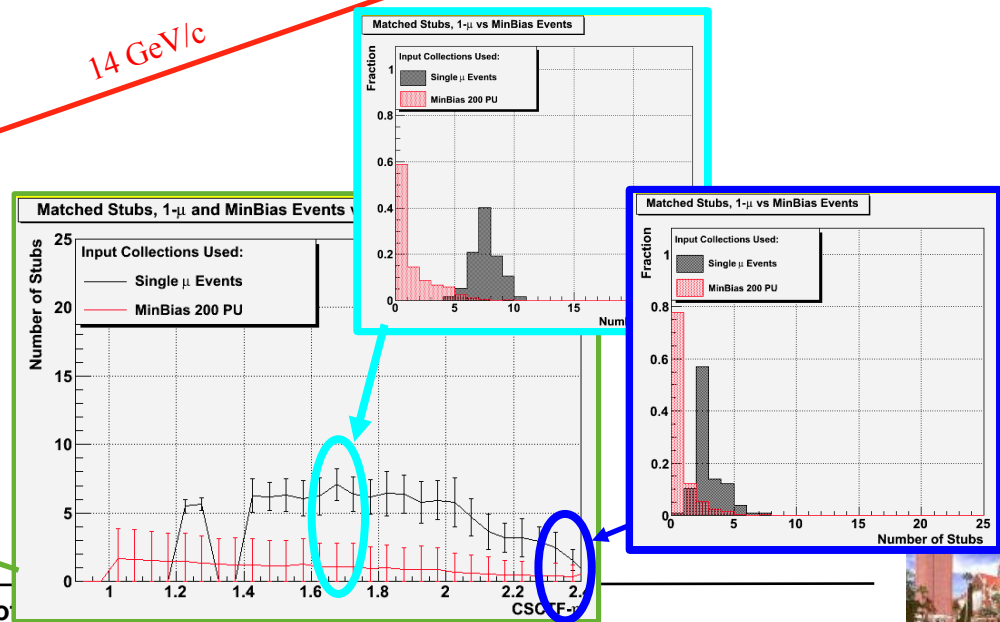 14 GeV/c
Matched Stubs, 1-μ vs MinBias Events
Fraction
Input Collections Used:
Single μ Events
MinBias 200 PU
1
0.8
0.6
0.4
0.2
0
0 5 10 15
Matched Stubs, 1-μ vs MinBias Events
Fraction
Input Collections Used:
Single μ Events
MinBias 200 PU
1
0.8
0.6
0.4
0.2
0
0 5 10 15 20 25
Number of Stubs
Matched Stubs, 1-μ and MinBias Events
Number of Stubs
Input Collections Used:
Single μ Events
MinBias 200 PU
25
20
15
10
5
0
1 1.2 1.4 1.6 1.8 2 2.2 2.4